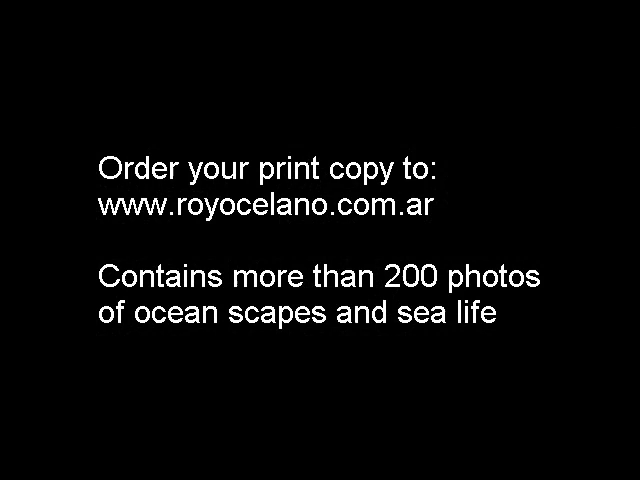 Order your print copy to:
www.royocelano.com.ar
Contains more than 200 photos
of ocean scapes and sea life